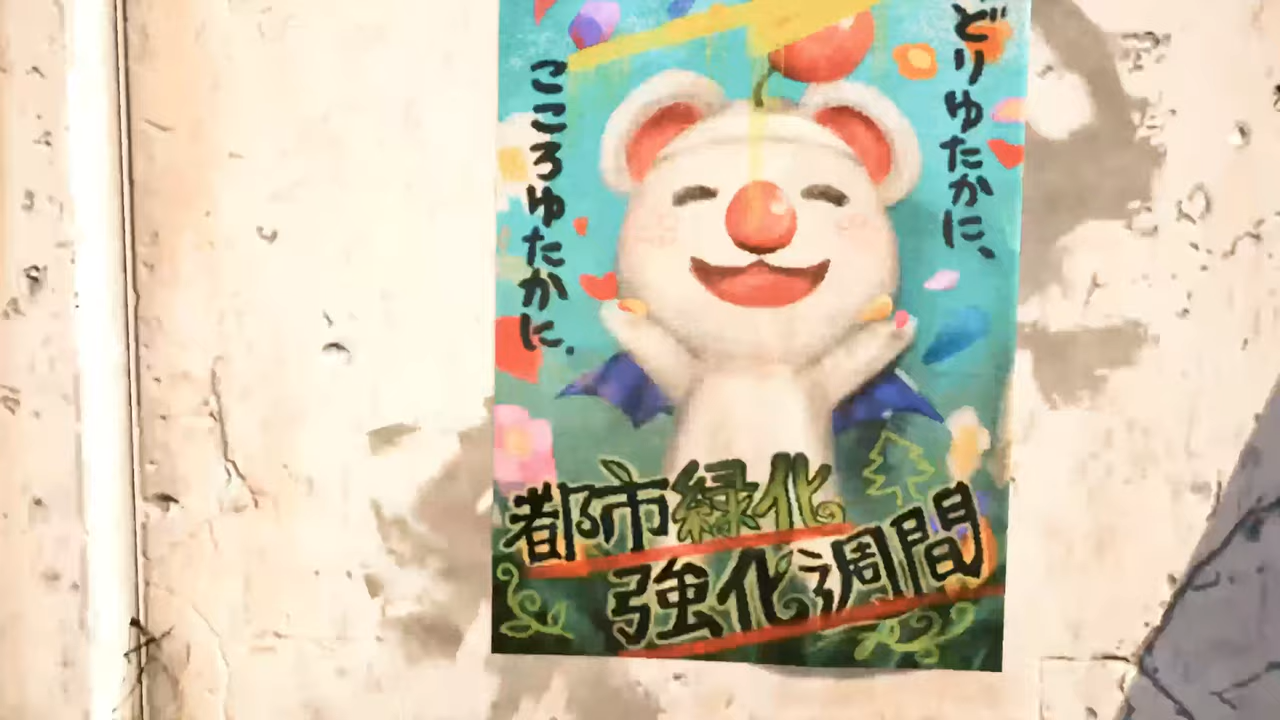 どりゆたかに、
こころゆたかに.
都市緑化
強化週間